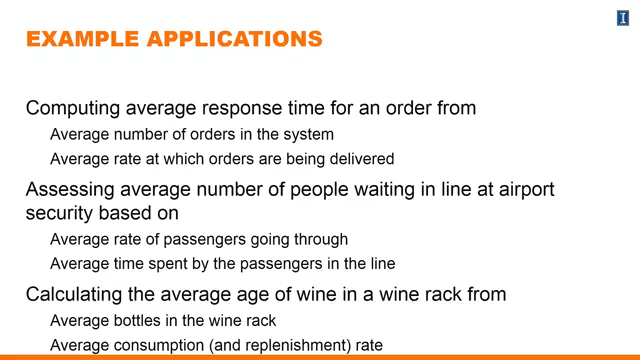 EXAMPLE APPLICATIONS
Computing average response time for an order from
Average number of orders in the system
Average rate at which orders are being delivered
Assessing average number of people waiting in line at airport
security based on
Average rate of passengers going through
Average time spent by the passengers in the line
Calculating the average age of wine in a wine rack from
Average bottles in the wine rack
Average consumption (and replenishment) rate